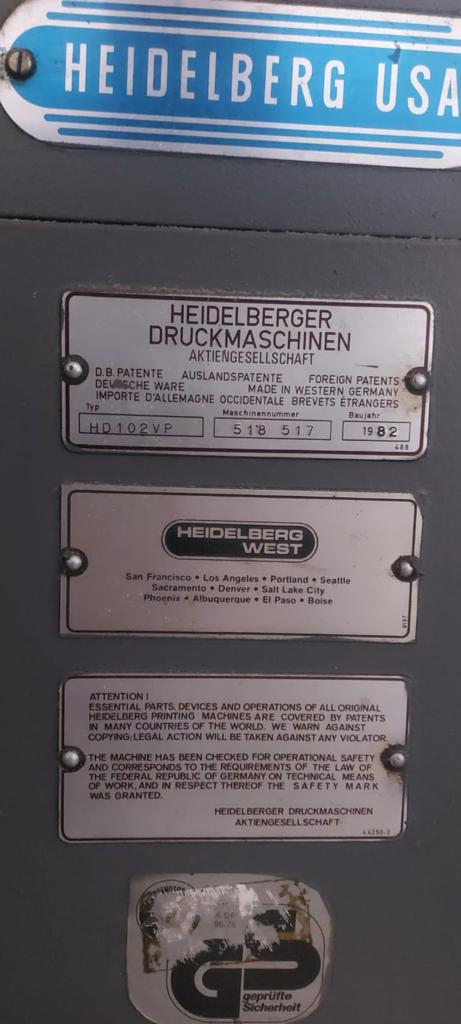 HEIDELBERG USA
HEIDELBERGER
DRUCKMASCHINEN
AKTIENGESELLSCHAFT
D.B. PATENTE AUSLANDSPATENTE FOREIGN PATENTS
DEUTSCHE WARE MADE IN WESTERN GERMANY
IMPORTE D'ALLEMAGNE OCCIDENTALE BREVETS ÉTRANGERS
Typ Maschinennummer Baujahr
HD102VP 518 517 1982
488
HEIDELBERG
WEST
San Francisco • Los Angeles • Portland • Seattle
Sacramento • Denver • Salt Lake City
Phoenix • Albuquerque • El Paso • Boise
ATTENTION !
ESSENTIAL PARTS, DEVICES AND OPERATIONS OF ALL ORIGINAL
HEIDELBERG PRINTING MACHINES ARE COVERED BY PATENTS
IN MANY COUNTRIES OF THE WORLD. WE WARN AGAINST
COPYING; LEGAL ACTION WILL BE TAKEN AGAINST ANY VIOLATOR.
THE MACHINE HAS BEEN CHECKED FOR OPERATIONAL SAFETY
AND CORRESPONDS TO THE REQUIREMENTS OF THE LAW OF
THE FEDERAL REPUBLIC OF GERMANY ON TECHNICAL MEANS
OF WORK, AND IN RESPECT THEREOF THE SAFETY MARK
WAS GRANTED.
HEIDELBERGER DRUCKMASCHINEN
AKTIENGESELLSCHAFT
44250-2
geprüfte
Sicherheit